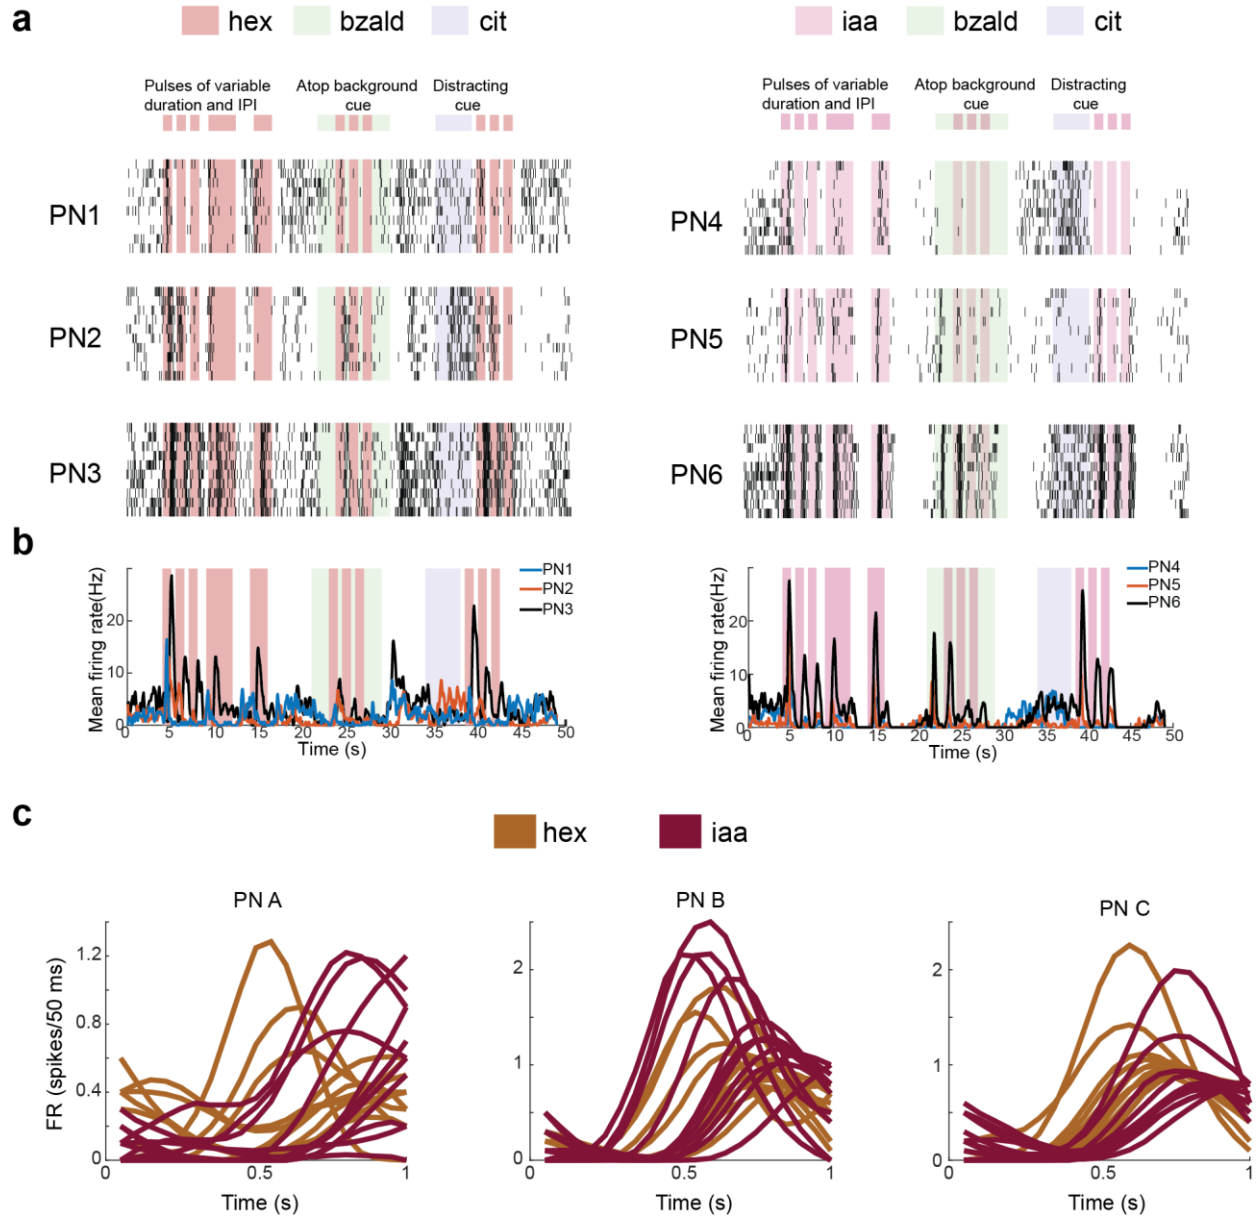 a
hex bzald cit
iaa bzald cit
Pulses of variable
duration and IPI
Atop background
cue
Distracting
cue
Pulses of variable
duration and IPI
Atop background
cue
Distracting
cue
PN1
PN2
PN3
PN4
PN5
PN6
b
Mean firing rate(Hz)
20
10
0
0 5 10 15 20 25 30 35 40 45 50
Time (s)
PN1
PN2
PN3
Mean firing rate(Hz)
20
10
0
0 5 10 15 20 25 30 35 40 45 50
Time (s)
PN4
PN5
PN6
c
hex iaa
PN A
FR (spikes/50 ms)
1.2
0.8
0.4
0
0 0.5 1
Time (s)
PN B
2
1
0
0 0.5 1
Time (s)
PN C
2
1
0
0 0.5 1
Time (s)